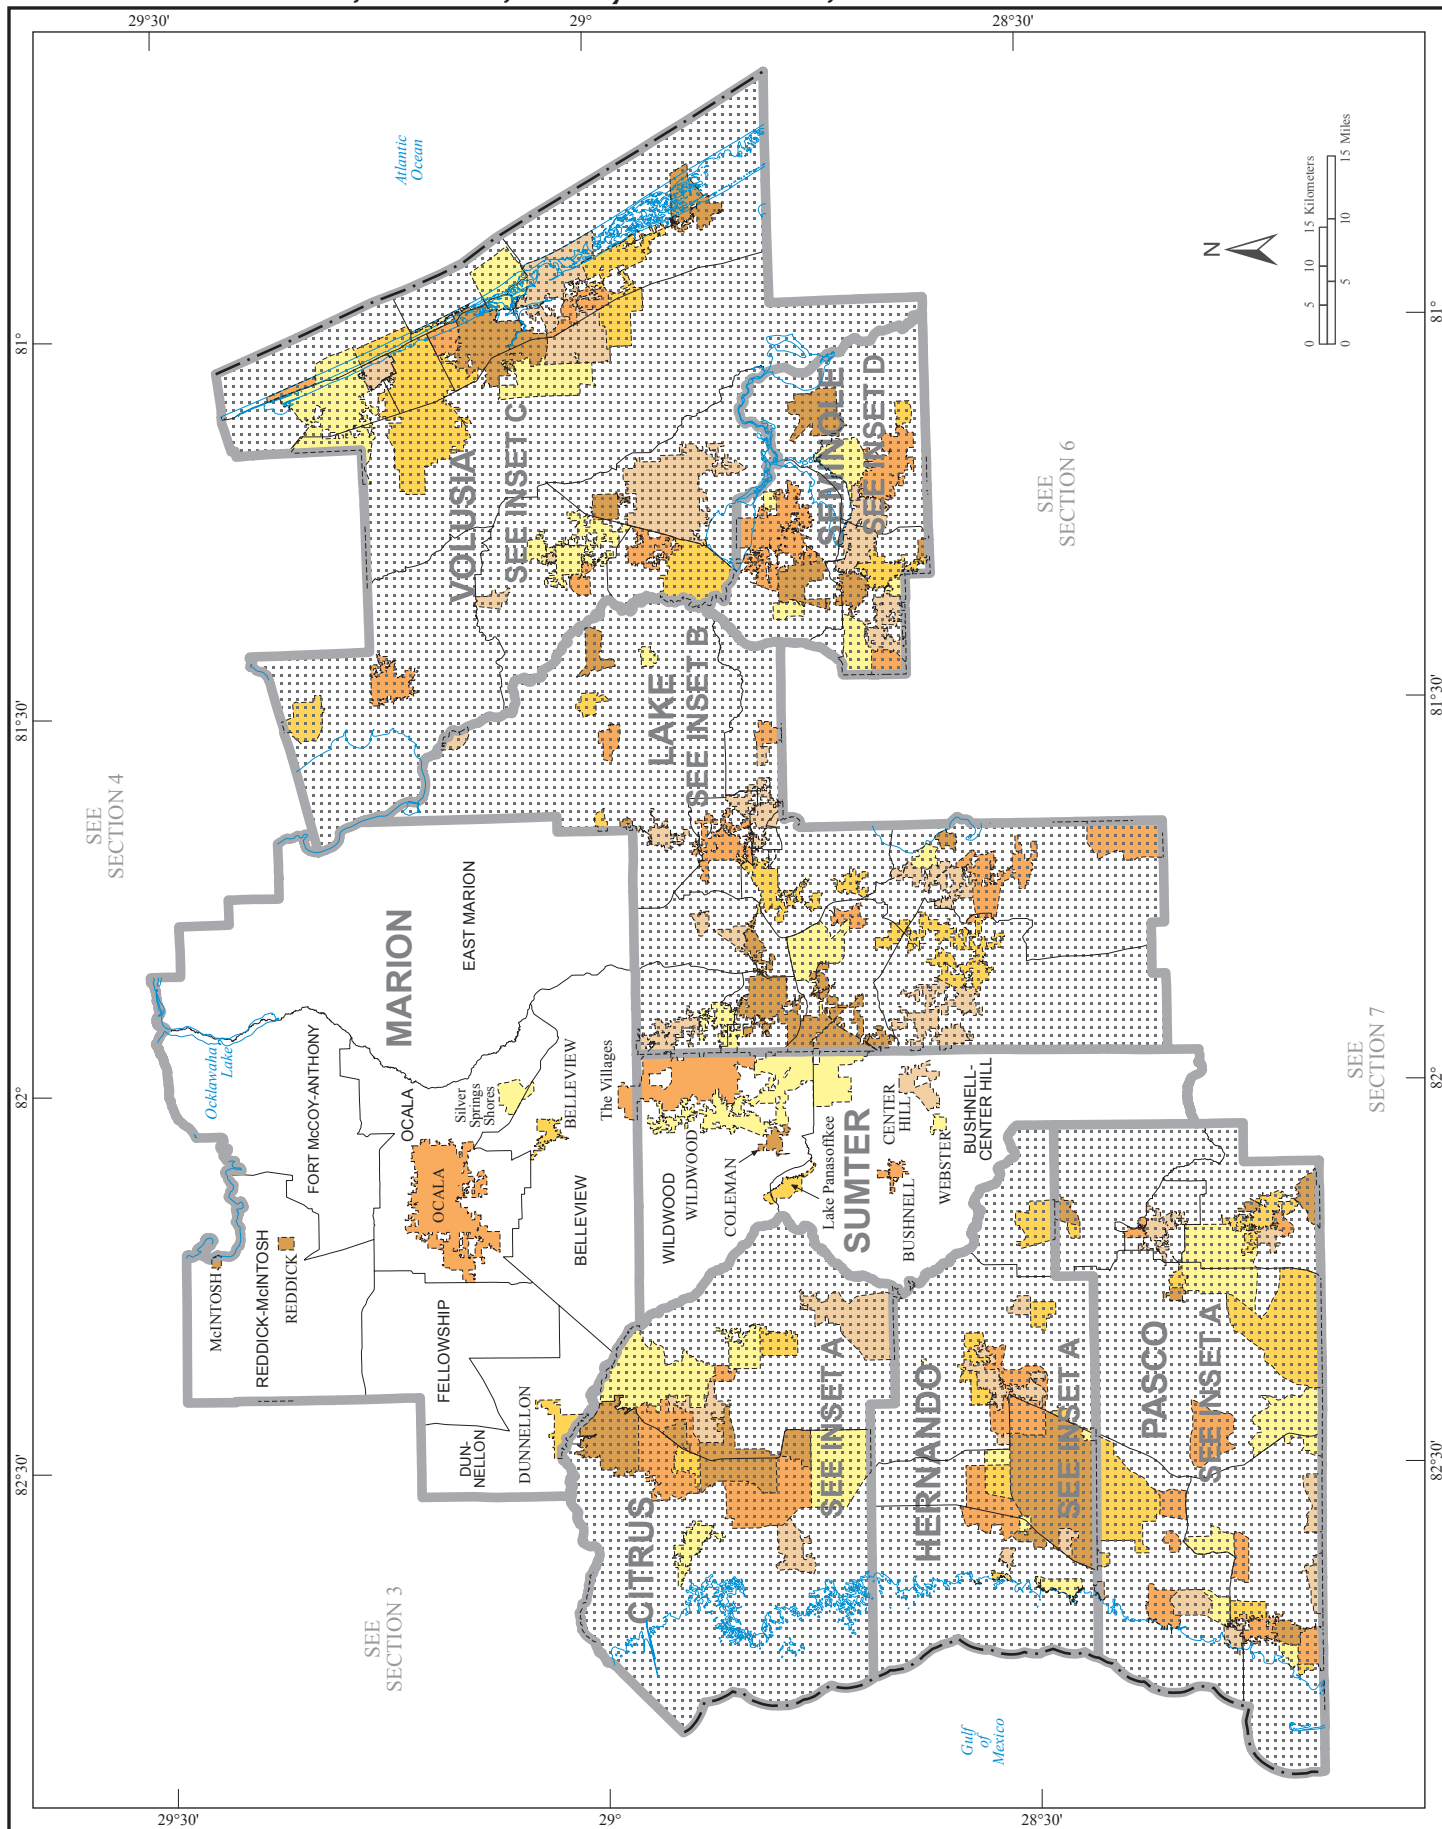 29°30'
29°
28°30'
81°
81°30'
82°
82°30'
81°
81°30'
82°
82°30'
29°30'
29°
28°30'
Atlantic
Ocean
N
0 5 10 15 Kilometers
0 5 10 15 Miles
VOLUSIA
SEE INSET C
SEMINOLE
SEE INSET D
SEE
SECTION 6
LAKE
SEE INSET B
SEE
SECTION 4
MARION
EAST MARION
Ocklawaha
Lake
FORT McCOY-ANTHONY
OCALA
Silver
Springs
Shores
BELLEVIEW
The Villages
OCALA
McINTOSH
REDDICK-McINTOSH
REDDICK
FELLOWSHIP
BELLEVIEW
DUN-
NELLON
DUNNELLON
WILDWOOD
WILDWOOD
COLEMAN
Lake Panasoffkee
SUMTER
CENTER
HILL
BUSHNELL
WEBSTER
BUSHNELL-
CENTER HILL
SEE
SECTION 7
CITRUS
SEE INSET A
HERNANDO
SEE INSET A
PASCO
SEE INSET A
SEE
SECTION 3
Gulf
of
Mexico